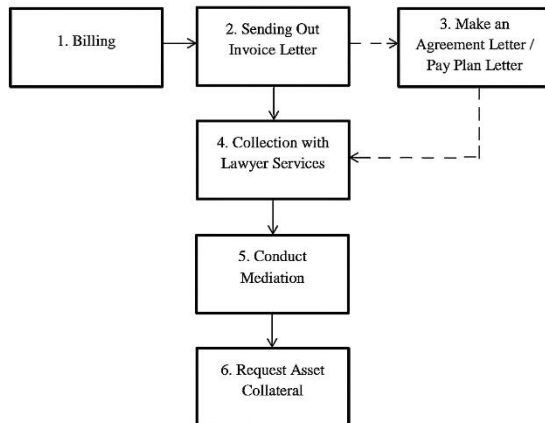 1. Billing
2. Sending Out
Invoice Letter
3. Make an
Agreement Letter /
Pay Plan Letter
4. Collection with
Lawyer Services
5. Conduct
Mediation
6. Request Asset
Collateral